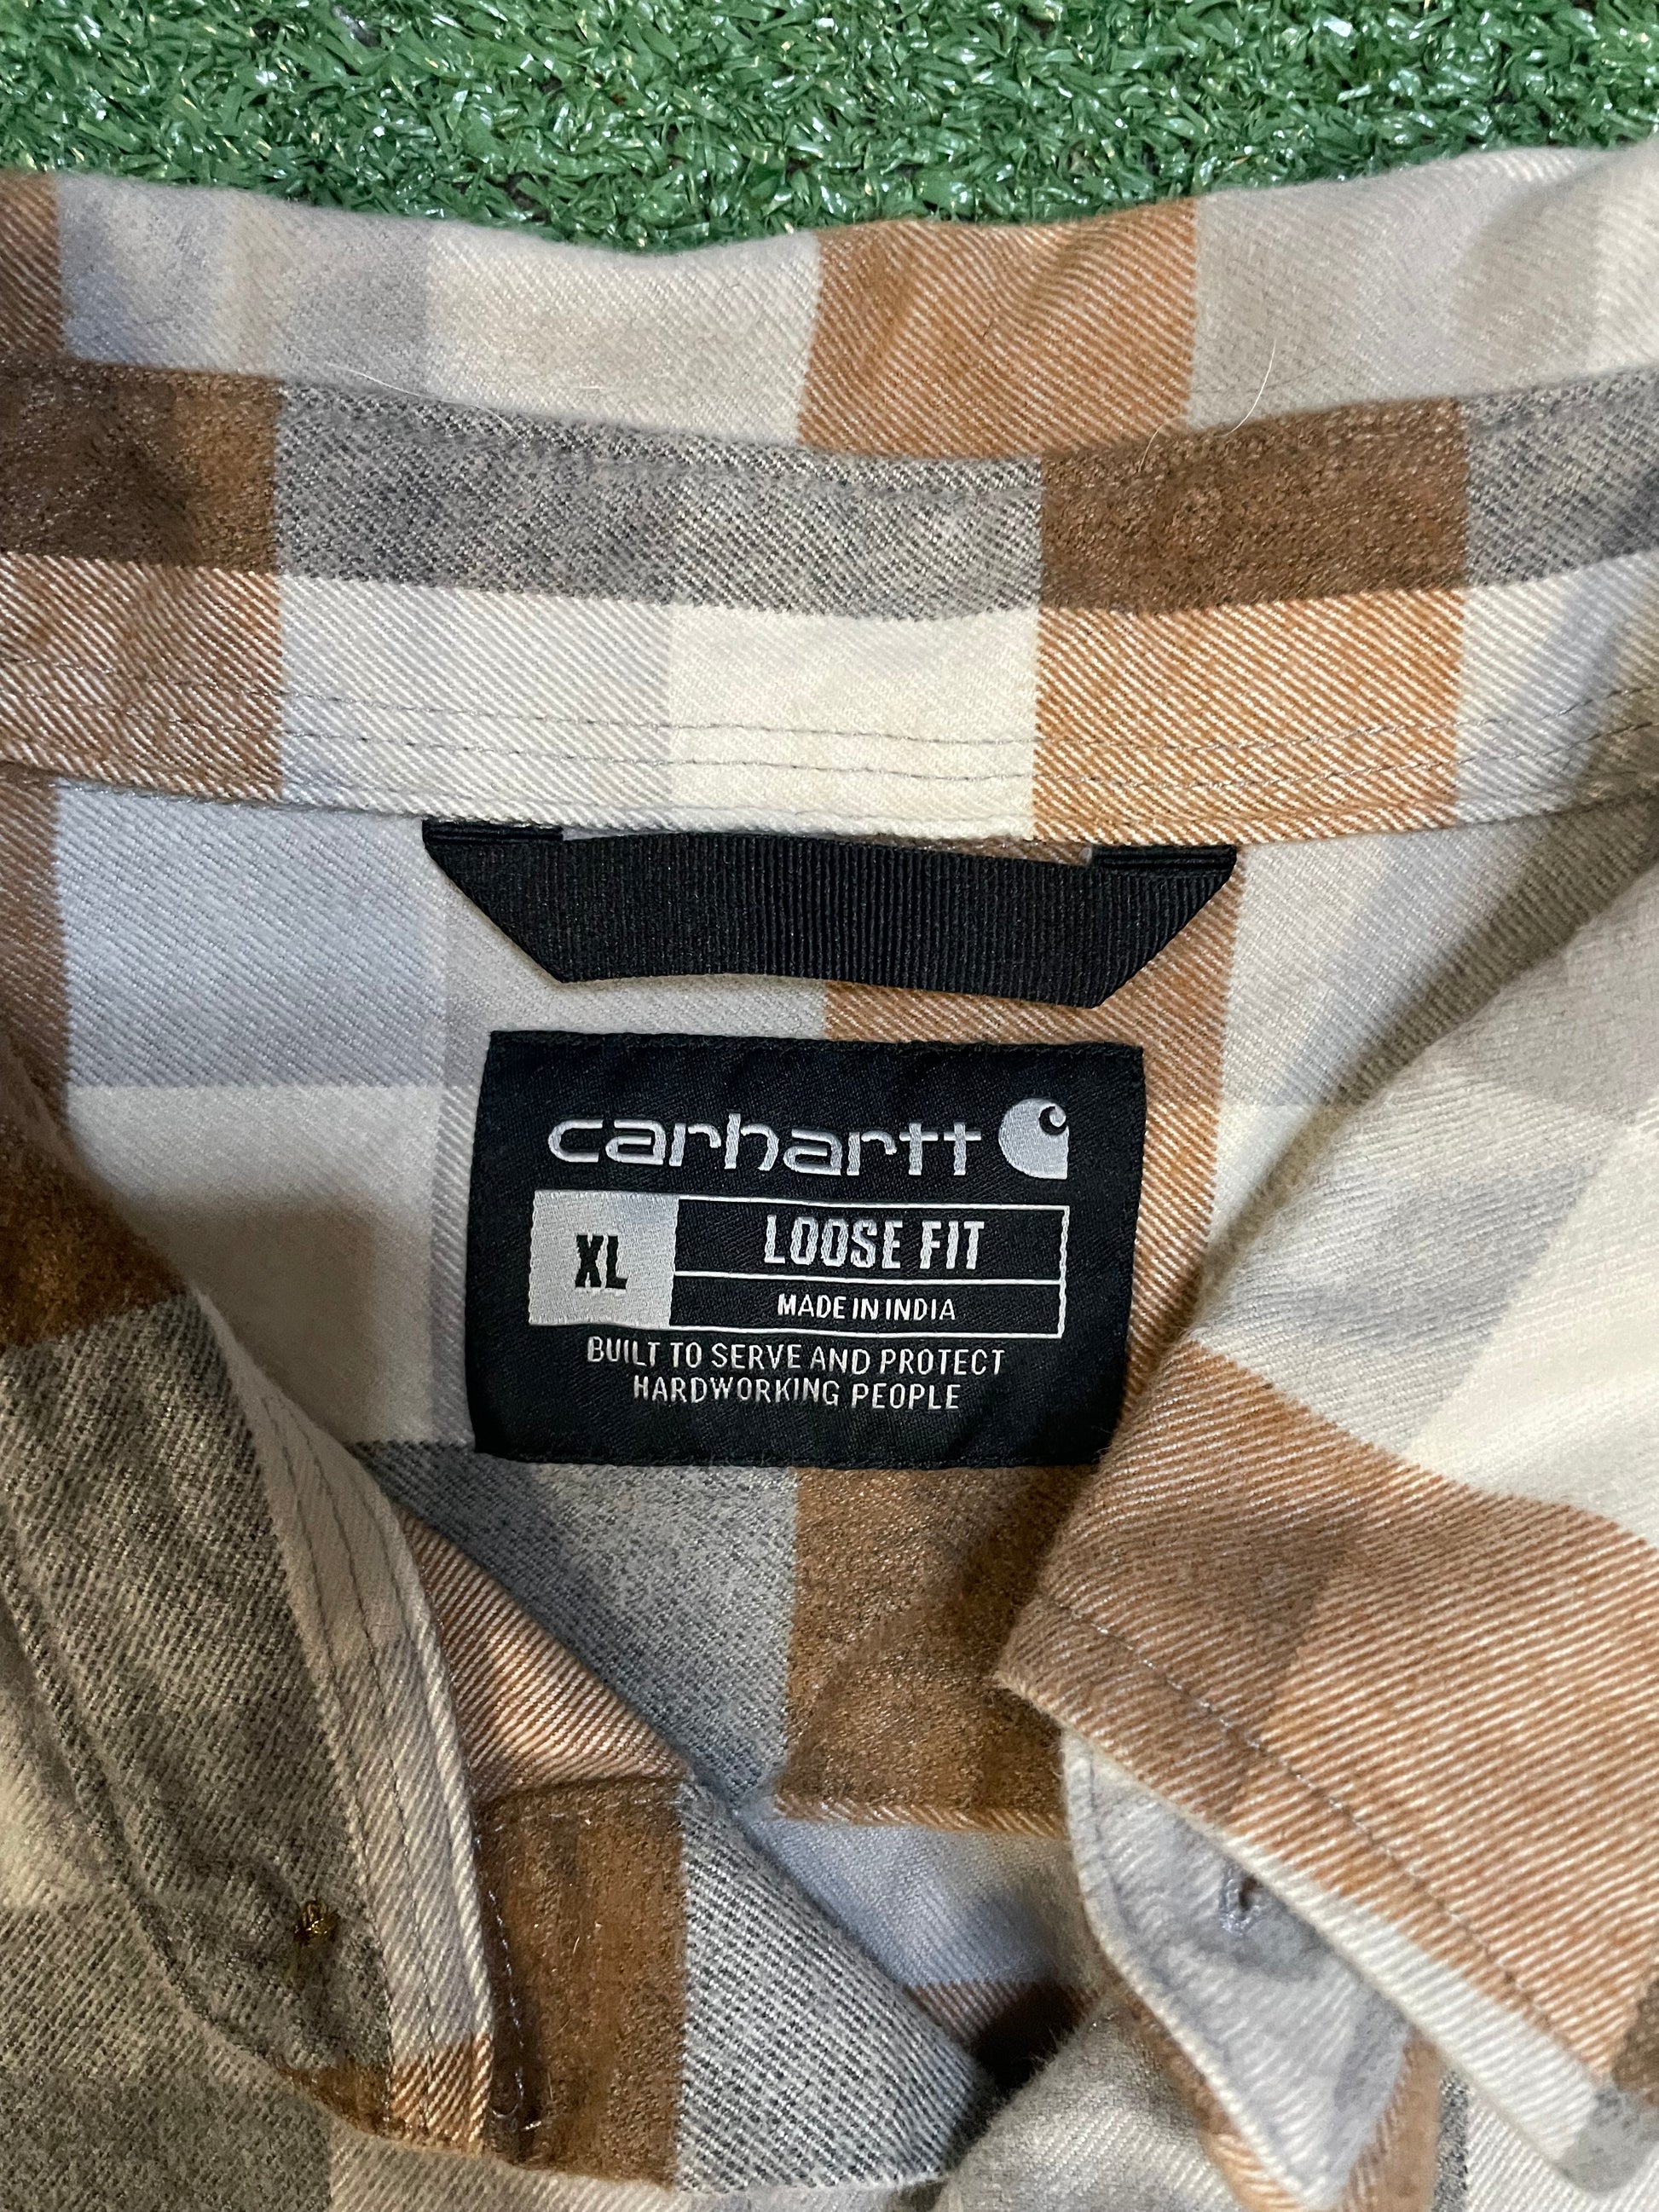 carhartt
XL
LOOSE FIT
MADE IN INDIA
BUILT TO SERVE AND PROTECT
HARDWORKING PEOPLE